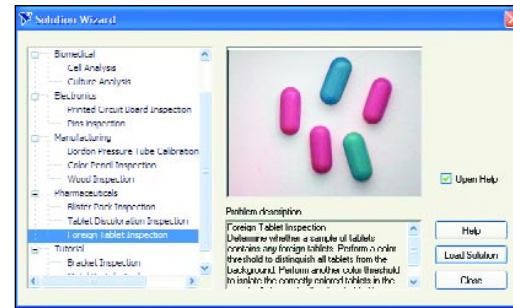 Solution Wizard
Biomedical
Cell Analysis
Culture Analysis
Electronics
Printed Circuit Board Inspection
Pins Inspection
Manufacturing
Bordon Pressure Tube Calibration
Color Pencil Inspection
Wood Inspection
Pharmaceuticals
Blister Pack Inspection
Tablet Discoloration Inspection
Foreign Tablet Inspection
Tutorial
Bracket Inspection
Problem description
Foreign Tablet Inspection
Determine whether a sample of tablets
contains any foreign tablets. Perform a color
threshold to distinguish all tablets from the
background. Perform another color threshold
to isolate the correctly colored tablets in the
Open Help
Help
Load Solution
Close